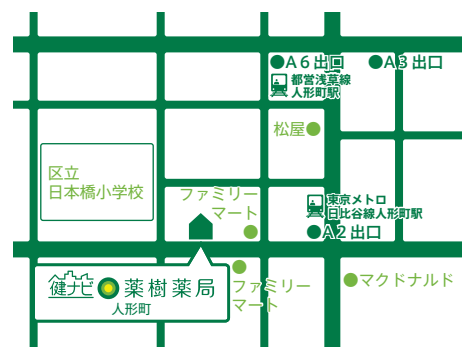 A6出口
A3出口
都営浅草線
人形町駅
松屋
区立
日本橋小学校
ファミリー
マート
東京メトロ
日比谷線人形町駅
A2出口
健ナビ 薬樹薬局
人形町
ファミリー
マート
マクドナルド